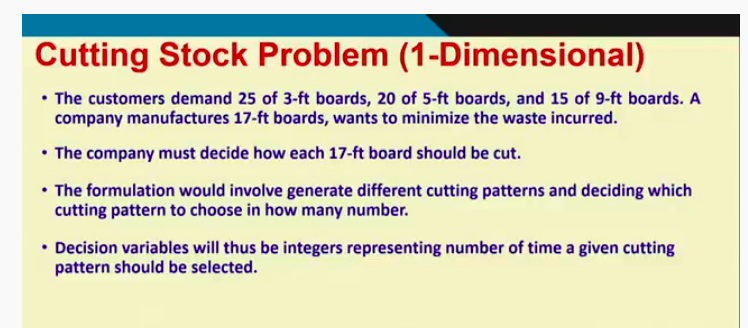 Cutting Stock Problem (1-Dimensional)
• The customers demand 25 of 3-ft boards, 20 of 5-ft boards, and 15 of 9-ft boards. A
company manufactures 17-ft boards, wants to minimize the waste incurred.
• The company must decide how each 17-ft board should be cut.
• The formulation would involve generate different cutting patterns and deciding which
cutting pattern to choose in how many number.
• Decision variables will thus be integers representing number of time a given cutting
pattern should be selected.